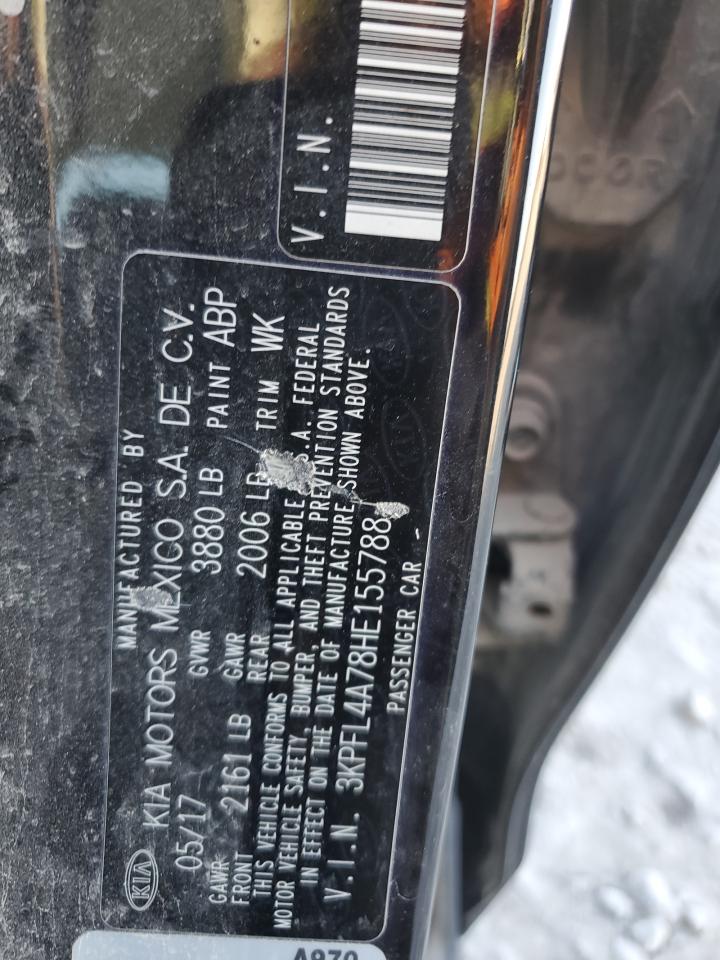 V.I.N.
KIA
MANUFACTURED BY
KIA MOTORS MEXICO S.A. DE C.V.
05/17 GVWR 3880 LB PAINT ABP
GAWR FRONT 2161 LB GAWR REAR 2006 LB TRIM WK
THIS VEHICLE CONFORMS TO ALL APPLICABLE S.A. FEDERAL
MOTOR VEHICLE SAFETY, BUMPER, AND THEFT PREVENTION STANDARDS
IN EFFECT ON THE DATE OF MANUFACTURE SHOWN ABOVE.
V.I.N. 3KPFL4A78HE155788
PASSENGER CAR